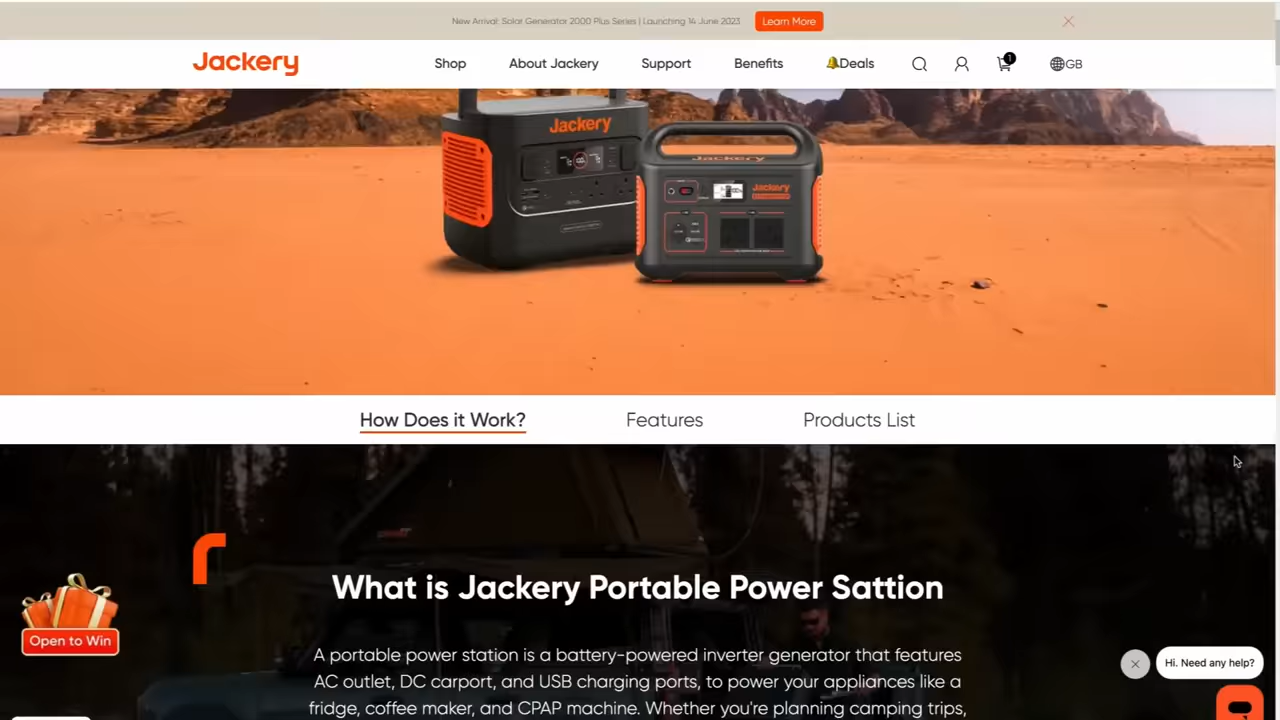 New Arrival: Solar Generator 2000 Plus Series | Launching 14 June 2023 Learn More
Jackery Shop About Jackery Support Benefits Deals 1 GB
Jackery
Jackery
Jackery
How Does it Work? Features Products List
What is Jackery Portable Power Sattion
A portable power station is a battery-powered inverter generator that features
AC outlet, DC carport, and USB charging ports, to power your appliances like a
fridge, coffee maker, and CPAP machine. Whether you're planning camping trips,
Open to Win
Hi. Need any help?